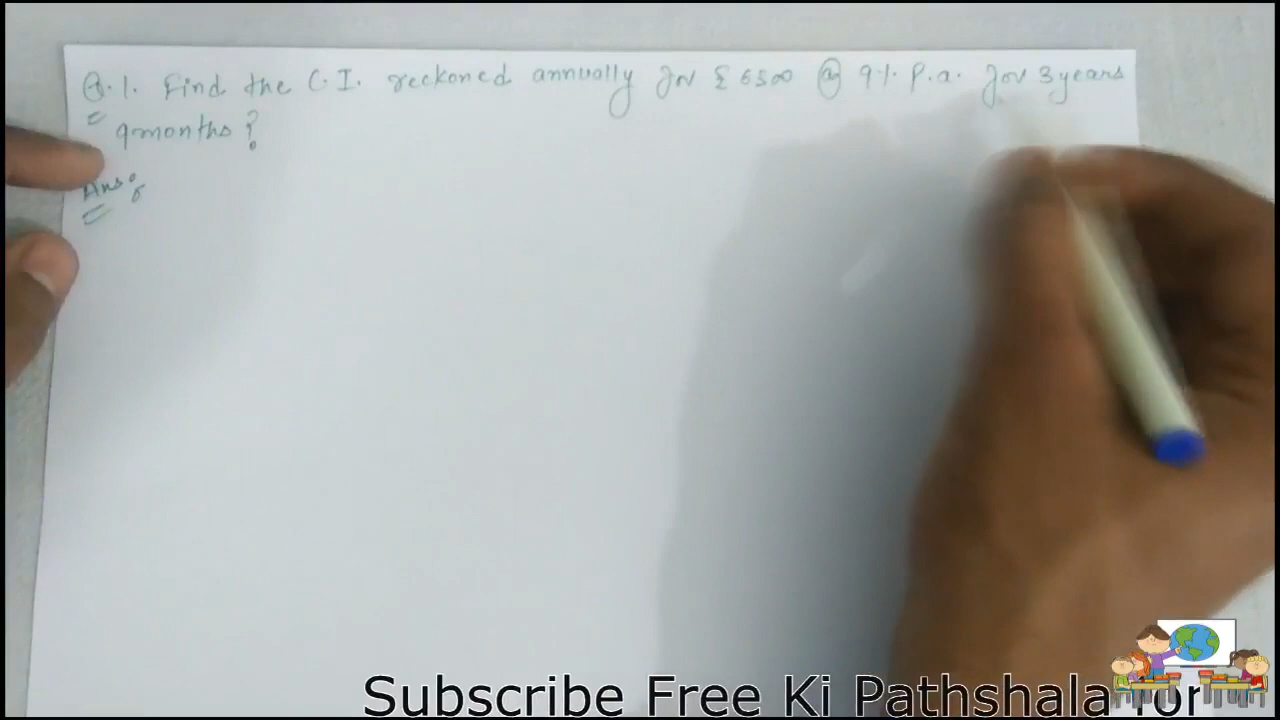 Q.1. Find the C.I. reckoned annually for ₹ 6500 @ 9% p.a. for 3 years
9 months?
Ans:
Subscribe Free Ki Pathshala for